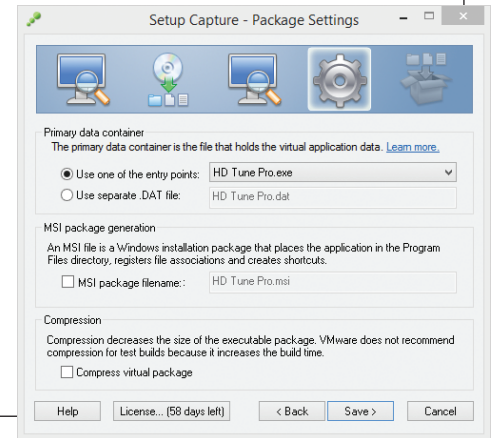 Setup Capture - Package Settings
Primary data container
The primary data container is the file that holds the virtual application data. Learn more.
Use one of the entry points: HD Tune Pro.exe
Use separate .DAT file: HD Tune Pro.dat
MSI package generation
An MSI file is a Windows installation package that places the application in the Program
Files directory, registers file associations and creates shortcuts.
MSI package filename:: HD Tune Pro.msi
Compression
Compression decreases the size of the executable package. VMware does not recommend
compression for test builds because it increases the build time.
Compress virtual package
Help License... (58 days left) < Back Save > Cancel